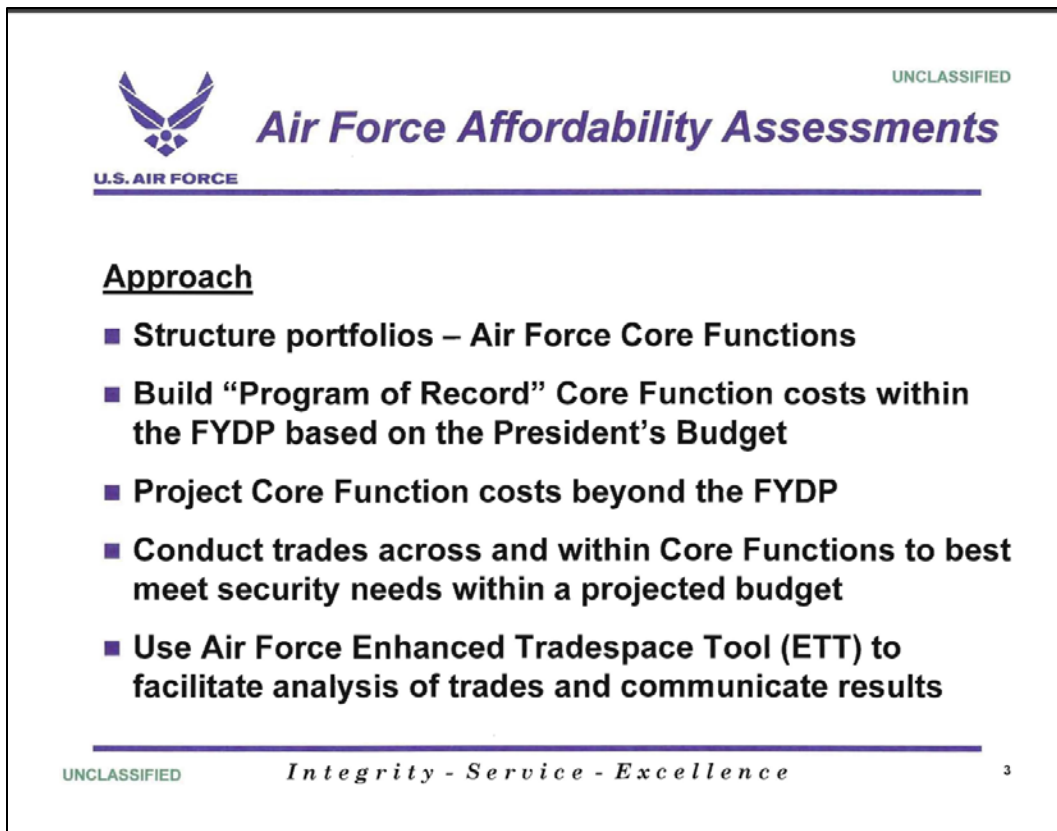 UNCLASSIFIED
Air Force Affordability Assessments
U.S. AIR FORCE
Approach
■ Structure portfolios – Air Force Core Functions
■ Build “Program of Record” Core Function costs within
the FYDP based on the President’s Budget
■ Project Core Function costs beyond the FYDP
■ Conduct trades across and within Core Functions to best
meet security needs within a projected budget
■ Use Air Force Enhanced Tradespace Tool (ETT) to
facilitate analysis of trades and communicate results
UNCLASSIFIED
Integrity - Service - Excellence
3